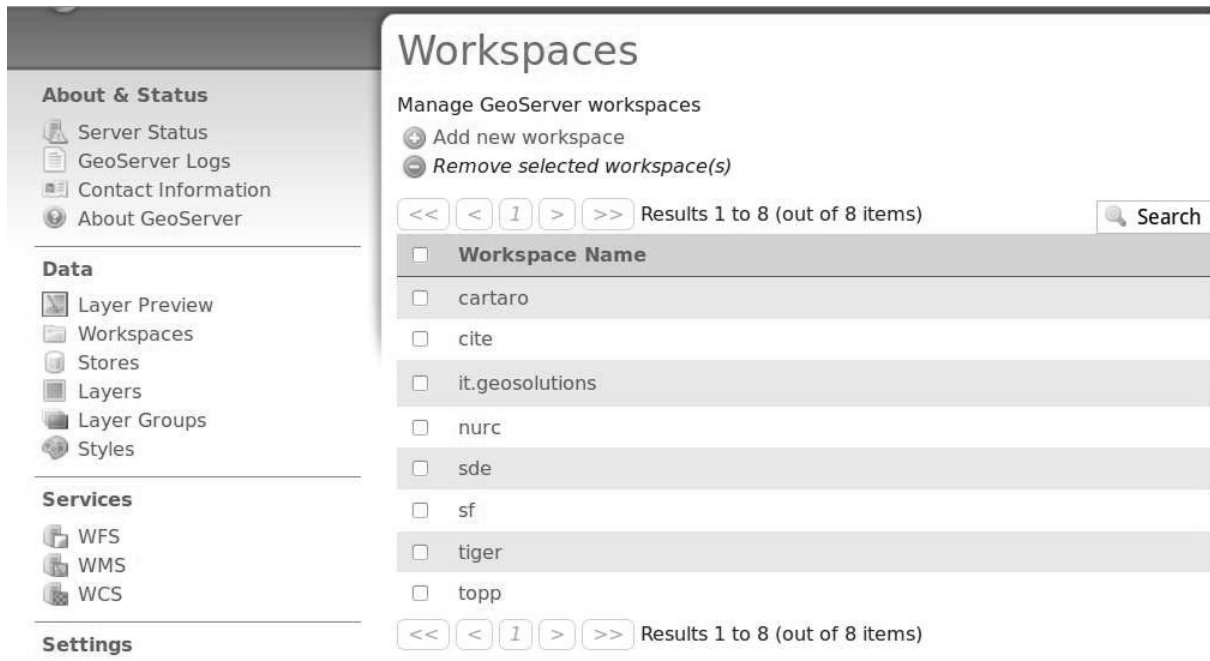 About & Status
Server Status
GeoServer Logs
Contact Information
About GeoServer
Data
Layer Preview
Workspaces
Stores
Layers
Layer Groups
Styles
Services
WFS
WMS
WCS
Settings
Workspaces
Manage GeoServer workspaces
Add new workspace
Remove selected workspace(s)
<< < 1 > >> Results 1 to 8 (out of 8 items) Search
Workspace Name
cartaro
cite
it.geosolutions
nurc
sde
sf
tiger
topp
<< < 1 > >> Results 1 to 8 (out of 8 items)